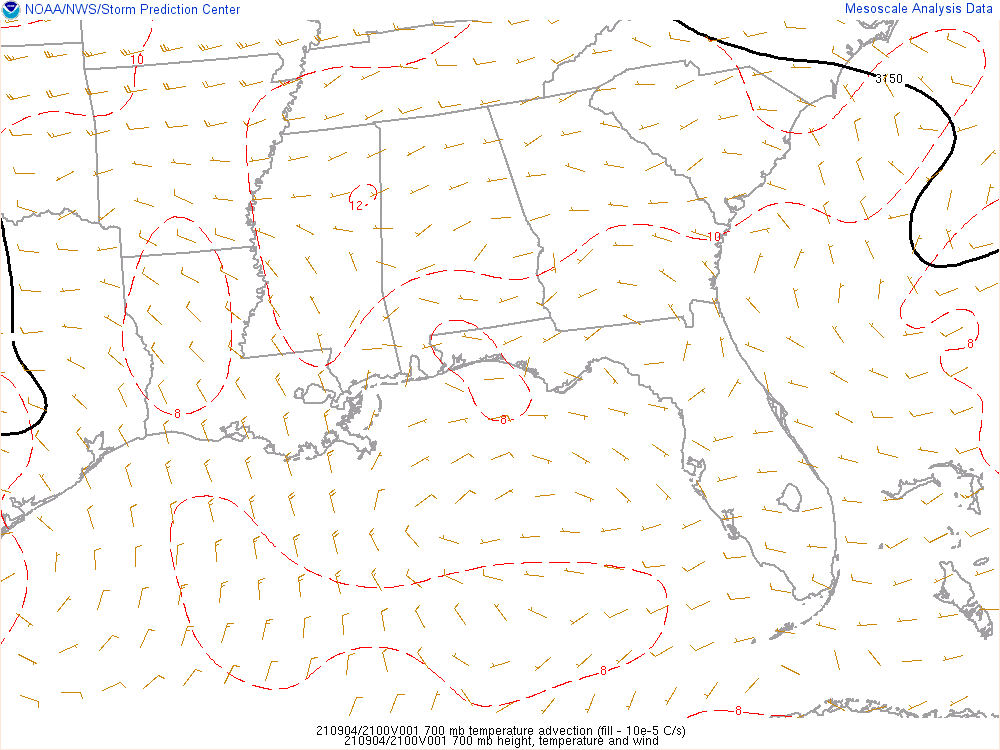 NOAA/NWS/Storm Prediction Center
Mesoscale Analysis Data
10
3150
12
10
8
8
8
8
8
210904/2100V001 700 mb temperature advection (fill - 10e-5 C/s)
210904/2100V001 700 mb height, temperature and wind